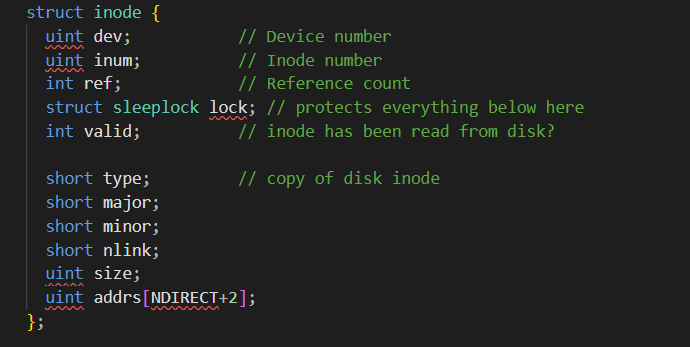 struct inode {
  uint dev;           // Device number
  uint inum;          // Inode number
  int ref;            // Reference count
  struct sleeplock lock; // protects everything below here
  int valid;          // inode has been read from disk?

  short type;         // copy of disk inode
  short major;
  short minor;
  short nlink;
  uint size;
  uint addrs[NDIRECT+2];
};